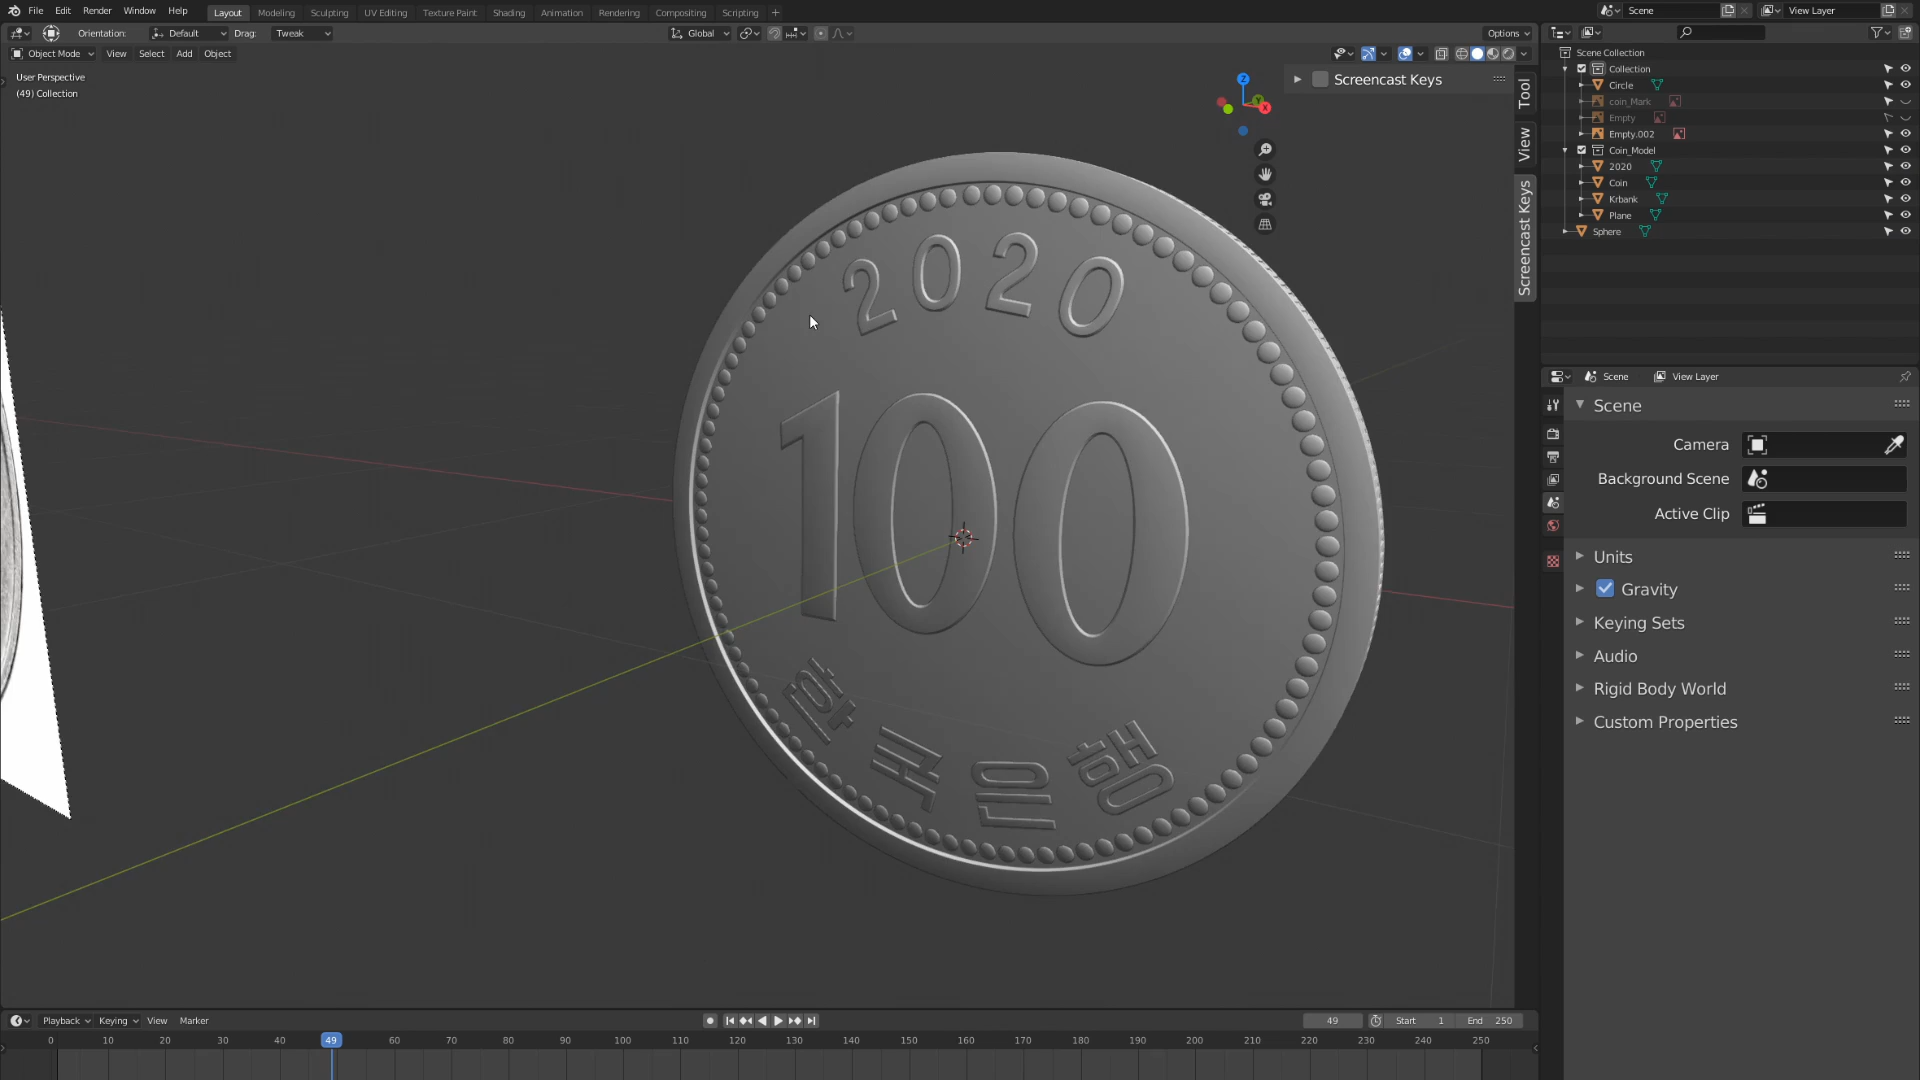 File Edit Render Window Help Layout Modeling Sculpting UV Editing Texture Paint Shading Animation Rendering Compositing Scripting + Scene View Layer
Orientation: Default Drag: Tweak Global Options
Object Mode View Select Add Object
User Perspective
(49) Collection
Screencast Keys
Tool
View
Screencast Keys
Z
Y
X
2020
100
한국은행
Scene Collection
Collection
Circle
coin_Mark
Empty
Empty.002
Coin_Model
2020
Coin
Krbank
Plane
Sphere
Scene View Layer
Scene
Camera
Background Scene
Active Clip
Units
Gravity
Keying Sets
Audio
Rigid Body World
Custom Properties
Playback Keying View Marker 49 Start 1 End 250
0 10 20 30 40 49 60 70 80 90 100 110 120 130 140 150 160 170 180 190 200 210 220 230 240 250